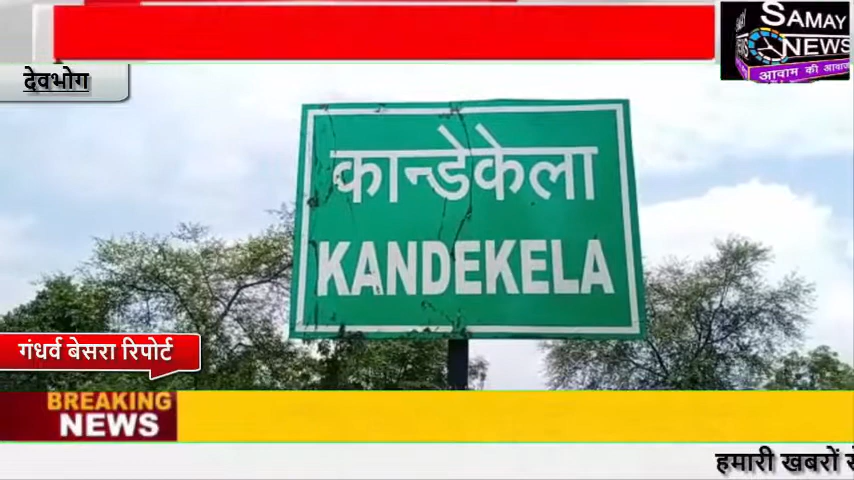 SAMAY
NEWS
आवाम की आवाज
देवभोग
कान्डेकेला
KANDEKELA
गंधर्व बेसरा रिपोर्ट
BREAKING
NEWS
हमारी खबरों से